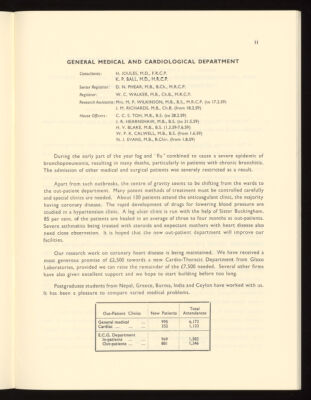 11
GENERAL MEDICAL AND CARDIOLOGICAL DEPARTMENT
Consultants: H. JOULES, M.D., F.R.C.P.
K. P. BALL, M.D., M.R.C.P.
Senior Registrar: D. N. PHEAR, M.B., B.Ch., M.R.C.P.
Registrar: W. C. WALKER, M.B., Ch.B., M.R.C.P.
Research Assistants: Mrs. M. P. WILKINSON, M.B., B.S., M.R.C.P. (to 17.2.59)
J. M. RICHARDS, M.B., Ch.B. (from 18.2.59)
House Officers: C. C. S. TOH, M.B., B.S. (to 28.2.59)
J. R. HEARNSHAW, M.B., B.S. (to 31.5.59)
H. V. BLAKE, M.B., B.S. (1.3.59-7.6.59)
W. P. K. CALWELL, M.B., B.S. (from 1.6.59)
N. J. EVANS, M.B., B.Chir. (from 1.8.59)
During the early part of the year fog and 'flu' combined to cause a severe epidemic of
bronchopneumonia, resulting in many deaths, particularly in patients with chronic bronchitis.
The admission of other medical and surgical patients was severely restricted as a result.
Apart from such outbreaks, the centre of gravity seems to be shifting from the wards to
the out-patient department. Many potent methods of treatment must be controlled carefully
and special clinics are needed. About 100 patients attend the anticoagulant clinic, the majority
having coronary disease. The rapid development of drugs for lowering blood pressure are
studied in a hypertension clinic. A leg ulcer clinic is run with the help of Sister Buckingham.
85 per cent. of the patients are healed in an average of three to four months as out-patients.
Severe asthmatics being treated with steroids and expectant mothers with heart disease also
need close observation. It is hoped that the new out-patient department will improve our
facilities.
Our research work on coronary heart disease is being maintained. We have received a
most generous promise of £2,500 towards a new Cardio-Thoracic Department from Glaxo
Laboratories, provided we can raise the remainder of the £7,500 needed. Several other firms
have also given excellent support and we hope to start building before too long.
Postgraduate students from Nepal, Greece, Burma, India and Ceylon have worked with us.
It has been a pleasure to compare varied medical problems.
Out-Patient Clinics New Patients Total Attendances
General medical ... 995 6,172
Cardiac ... ... 352 1,123
E.C.G. Department
In-patients ... 969 1,882
Out-patients ... 881 1,346